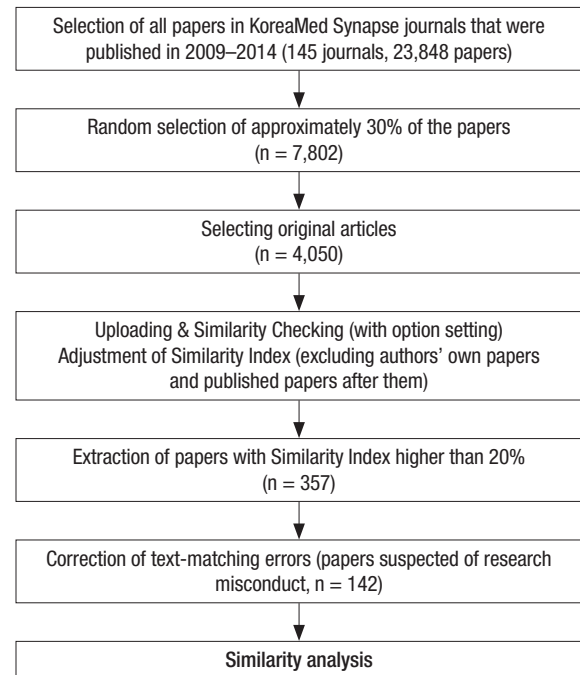 Selection of all papers in KoreaMed Synapse journals that were
published in 2009–2014 (145 journals, 23,848 papers)
Random selection of approximately 30% of the papers
(n = 7,802)
Selecting original articles
(n = 4,050)
Uploading & Similarity Checking (with option setting)
Adjustment of Similarity Index (excluding authors’ own papers
and published papers after them)
Extraction of papers with Similarity Index higher than 20%
(n = 357)
Correction of text-matching errors (papers suspected of research
misconduct, n = 142)
Similarity analysis